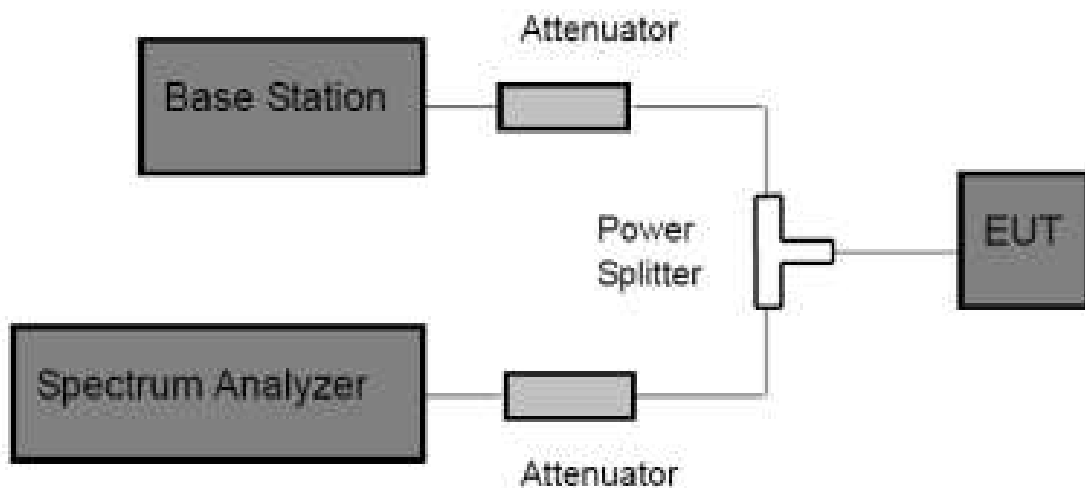 Attenuator
Base Station
Power
Splitter
EUT
Spectrum Analyzer
Attenuator